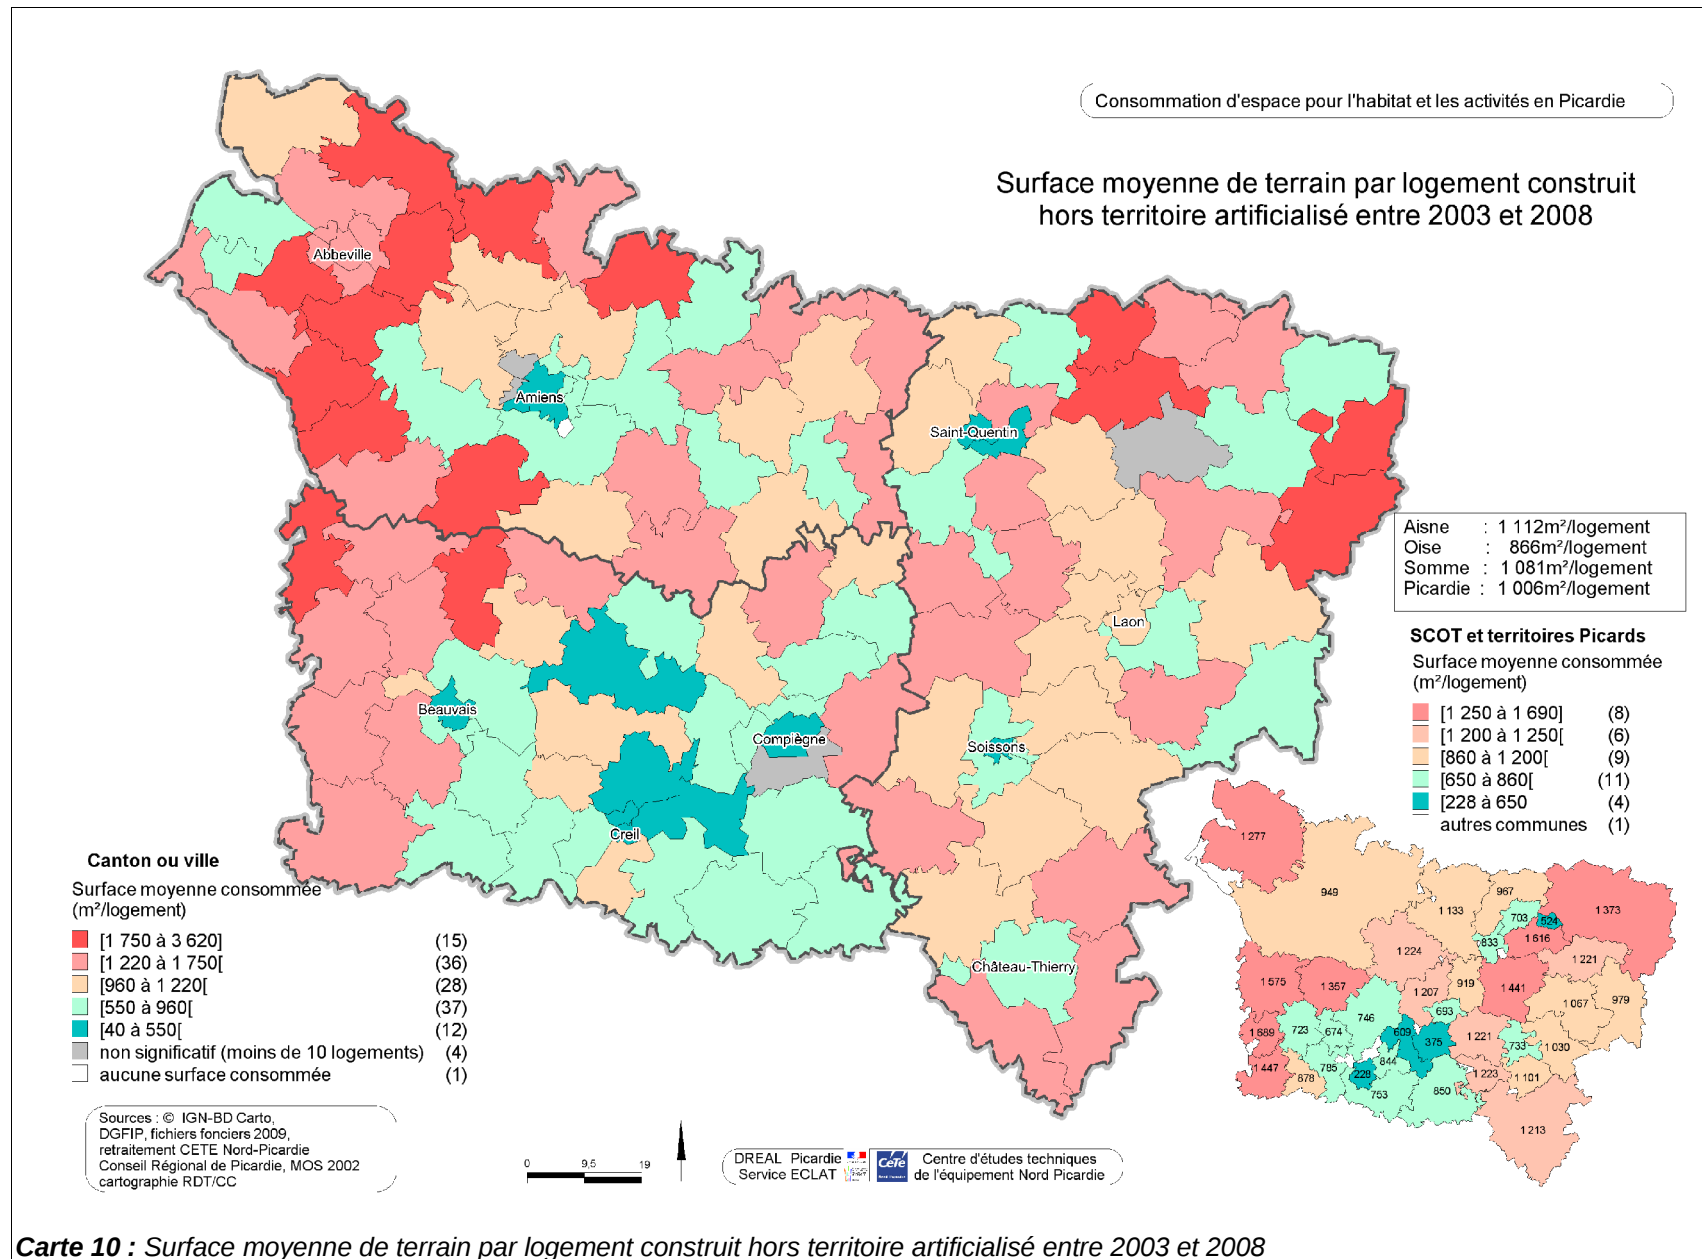 Consommation d'espace pour l'habitat et les activités en Picardie
Surface moyenne de terrain par logement construit
hors territoire artificialisé entre 2003 et 2008
Abbeville
Amiens
Saint-Quentin
Laon
Beauvais
Compiègne
Soissons
Creil
Château-Thierry
Aisne : 1 112m²/logement
Oise : 866m²/logement
Somme : 1 081m²/logement
Picardie : 1 006m²/logement
SCOT et territoires Picards
Surface moyenne consommée
(m²/logement)
[1 250 à 1 690] (8)
[1 200 à 1 250[ (6)
[860 à 1 200[ (9)
[650 à 860[ (11)
[228 à 650 (4)
autres communes (1)
1 277
949
1 133
967
703
524
1 373
833
1 616
1 224
1 221
1 575
1 357
1 207
919
1 441
1 067
979
746
693
723
674
609
375
1 689
1 221
733
1 030
844
785
1 447
878
228
1 223
1 101
850
753
1 213
Canton ou ville
Surface moyenne consommée
(m²/logement)
[1 750 à 3 620] (15)
[1 220 à 1 750[ (36)
[960 à 1 220[ (28)
[550 à 960[ (37)
[40 à 550[ (12)
non significatif (moins de 10 logements) (4)
aucune surface consommée (1)
Sources : © IGN-BD Carto,
DGFIP, fichiers fonciers 2009,
retraitement CETE Nord-Picardie
Conseil Régional de Picardie, MOS 2002
cartographie RDT/CC
0 9,5 19
DREAL Picardie
Service ECLAT
CeTe
Nord Picardie
Centre d'études techniques
de l'équipement Nord Picardie
Carte 10 : Surface moyenne de terrain par logement construit hors territoire artificialisé entre 2003 et 2008